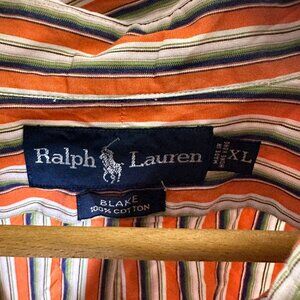 Ralph Lauren
XL
BLAKE
100% COTTON